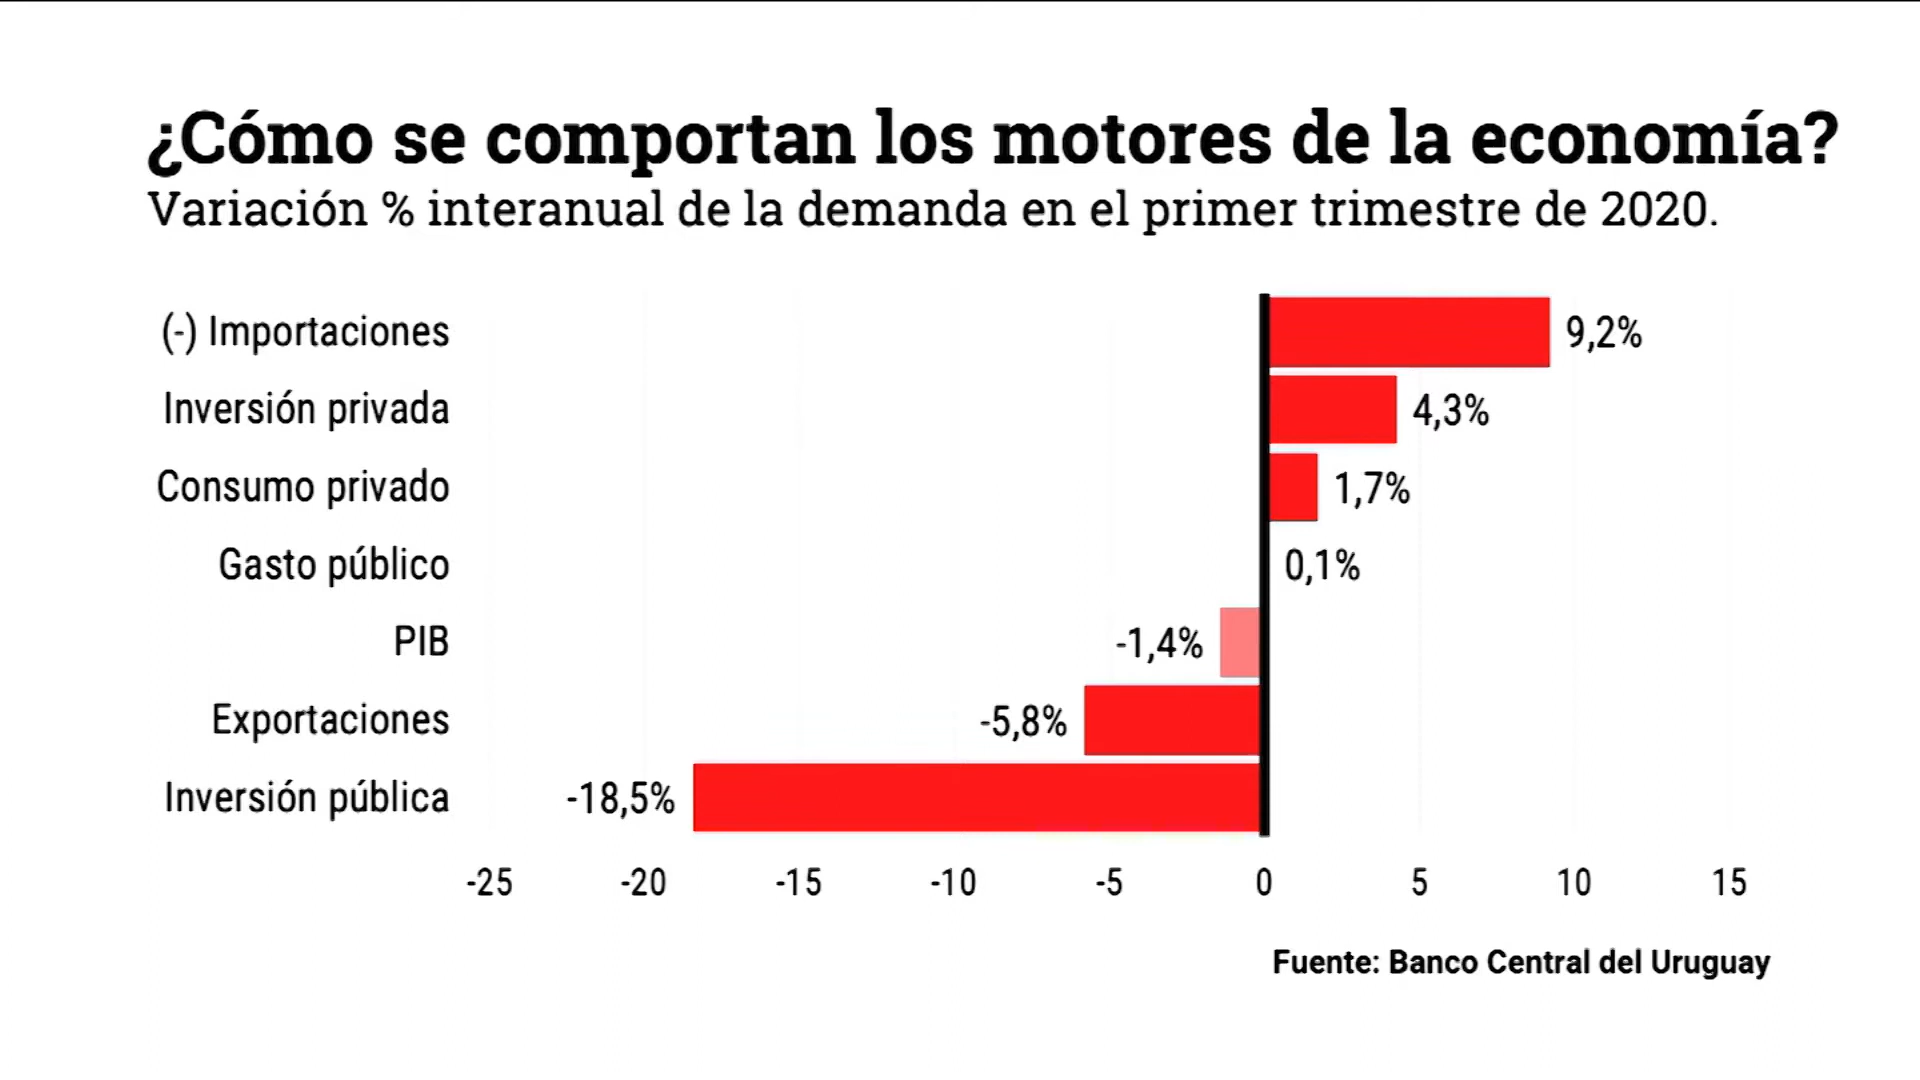 ¿Cómo se comportan los motores de la economía?
Variación % interanual de la demanda en el primer trimestre de 2020.
(-) Importaciones 9,2%
Inversión privada 4,3%
Consumo privado 1,7%
Gasto público 0,1%
PIB -1,4%
Exportaciones -5,8%
Inversión pública -18,5%
-25 -20 -15 -10 -5 0 5 10 15
Fuente: Banco Central del Uruguay